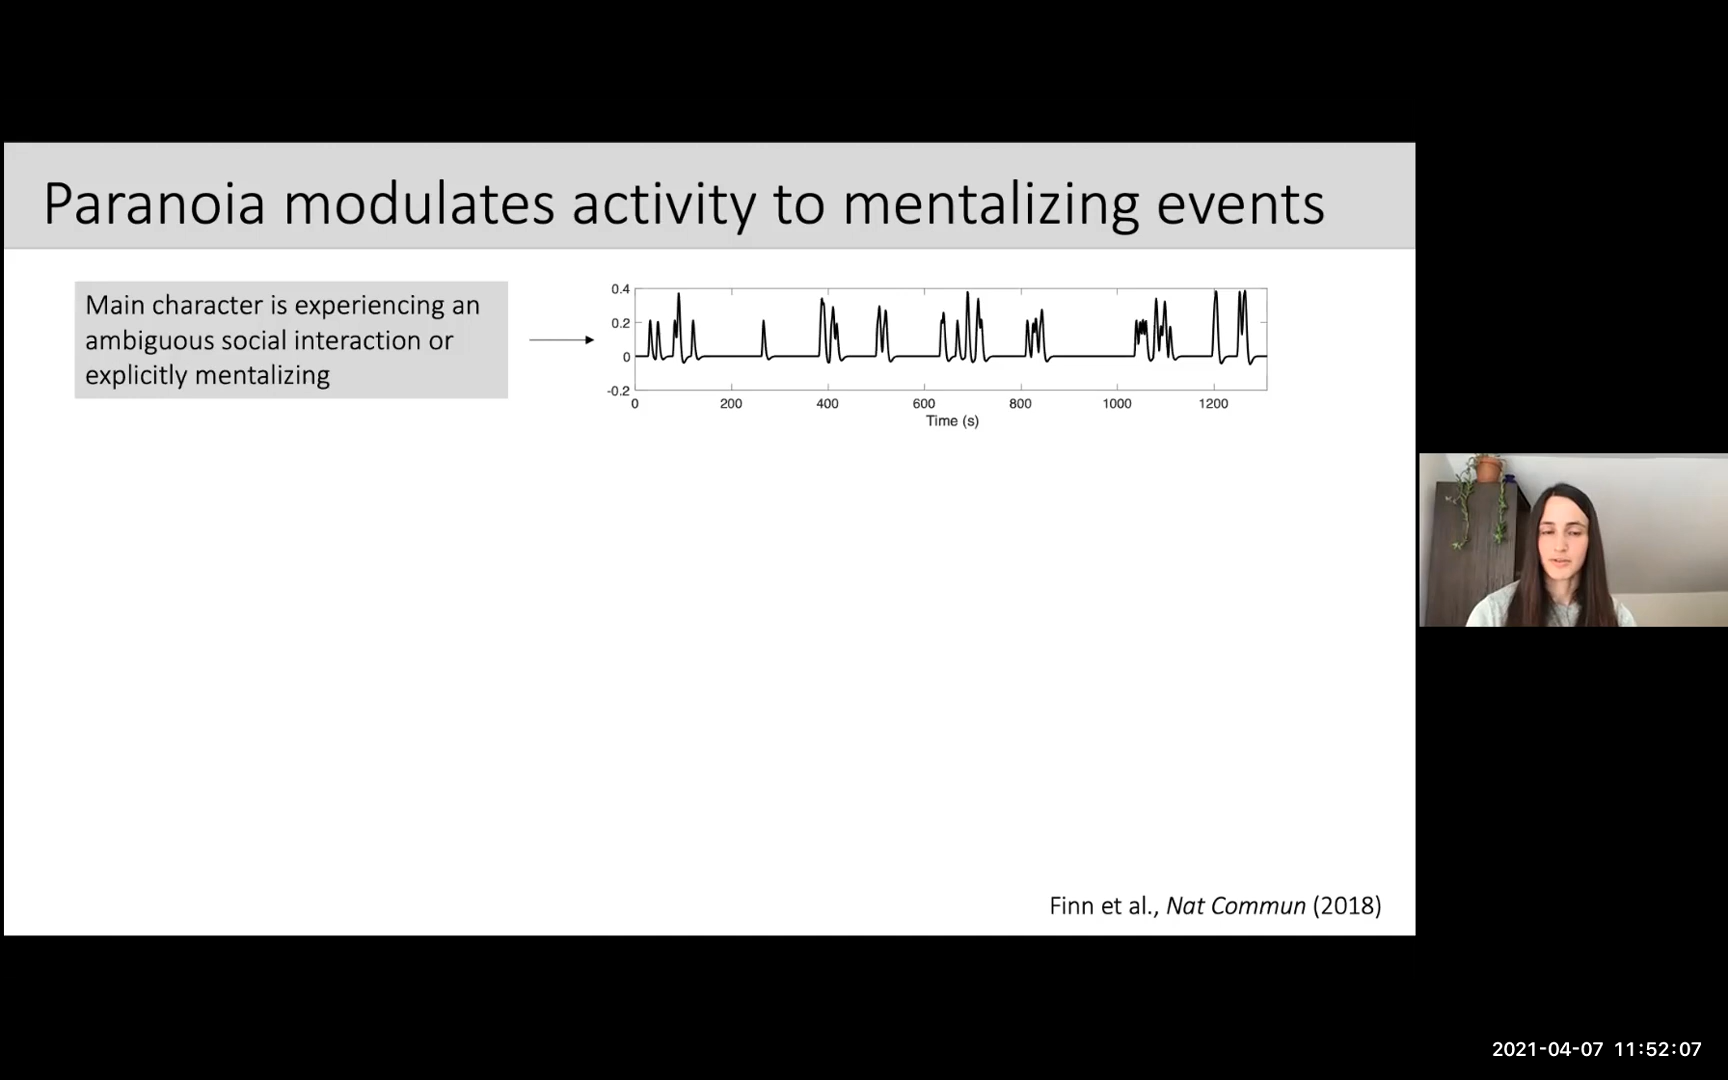 Paranoia modulates activity to mentalizing events
Main character is experiencing an
ambiguous social interaction or
explicitly mentalizing
0.4
0.2
0
-0.2
0 200 400 600 800 1000 1200
Time (s)
Finn et al., Nat Commun (2018)
2021-04-07 11:52:07